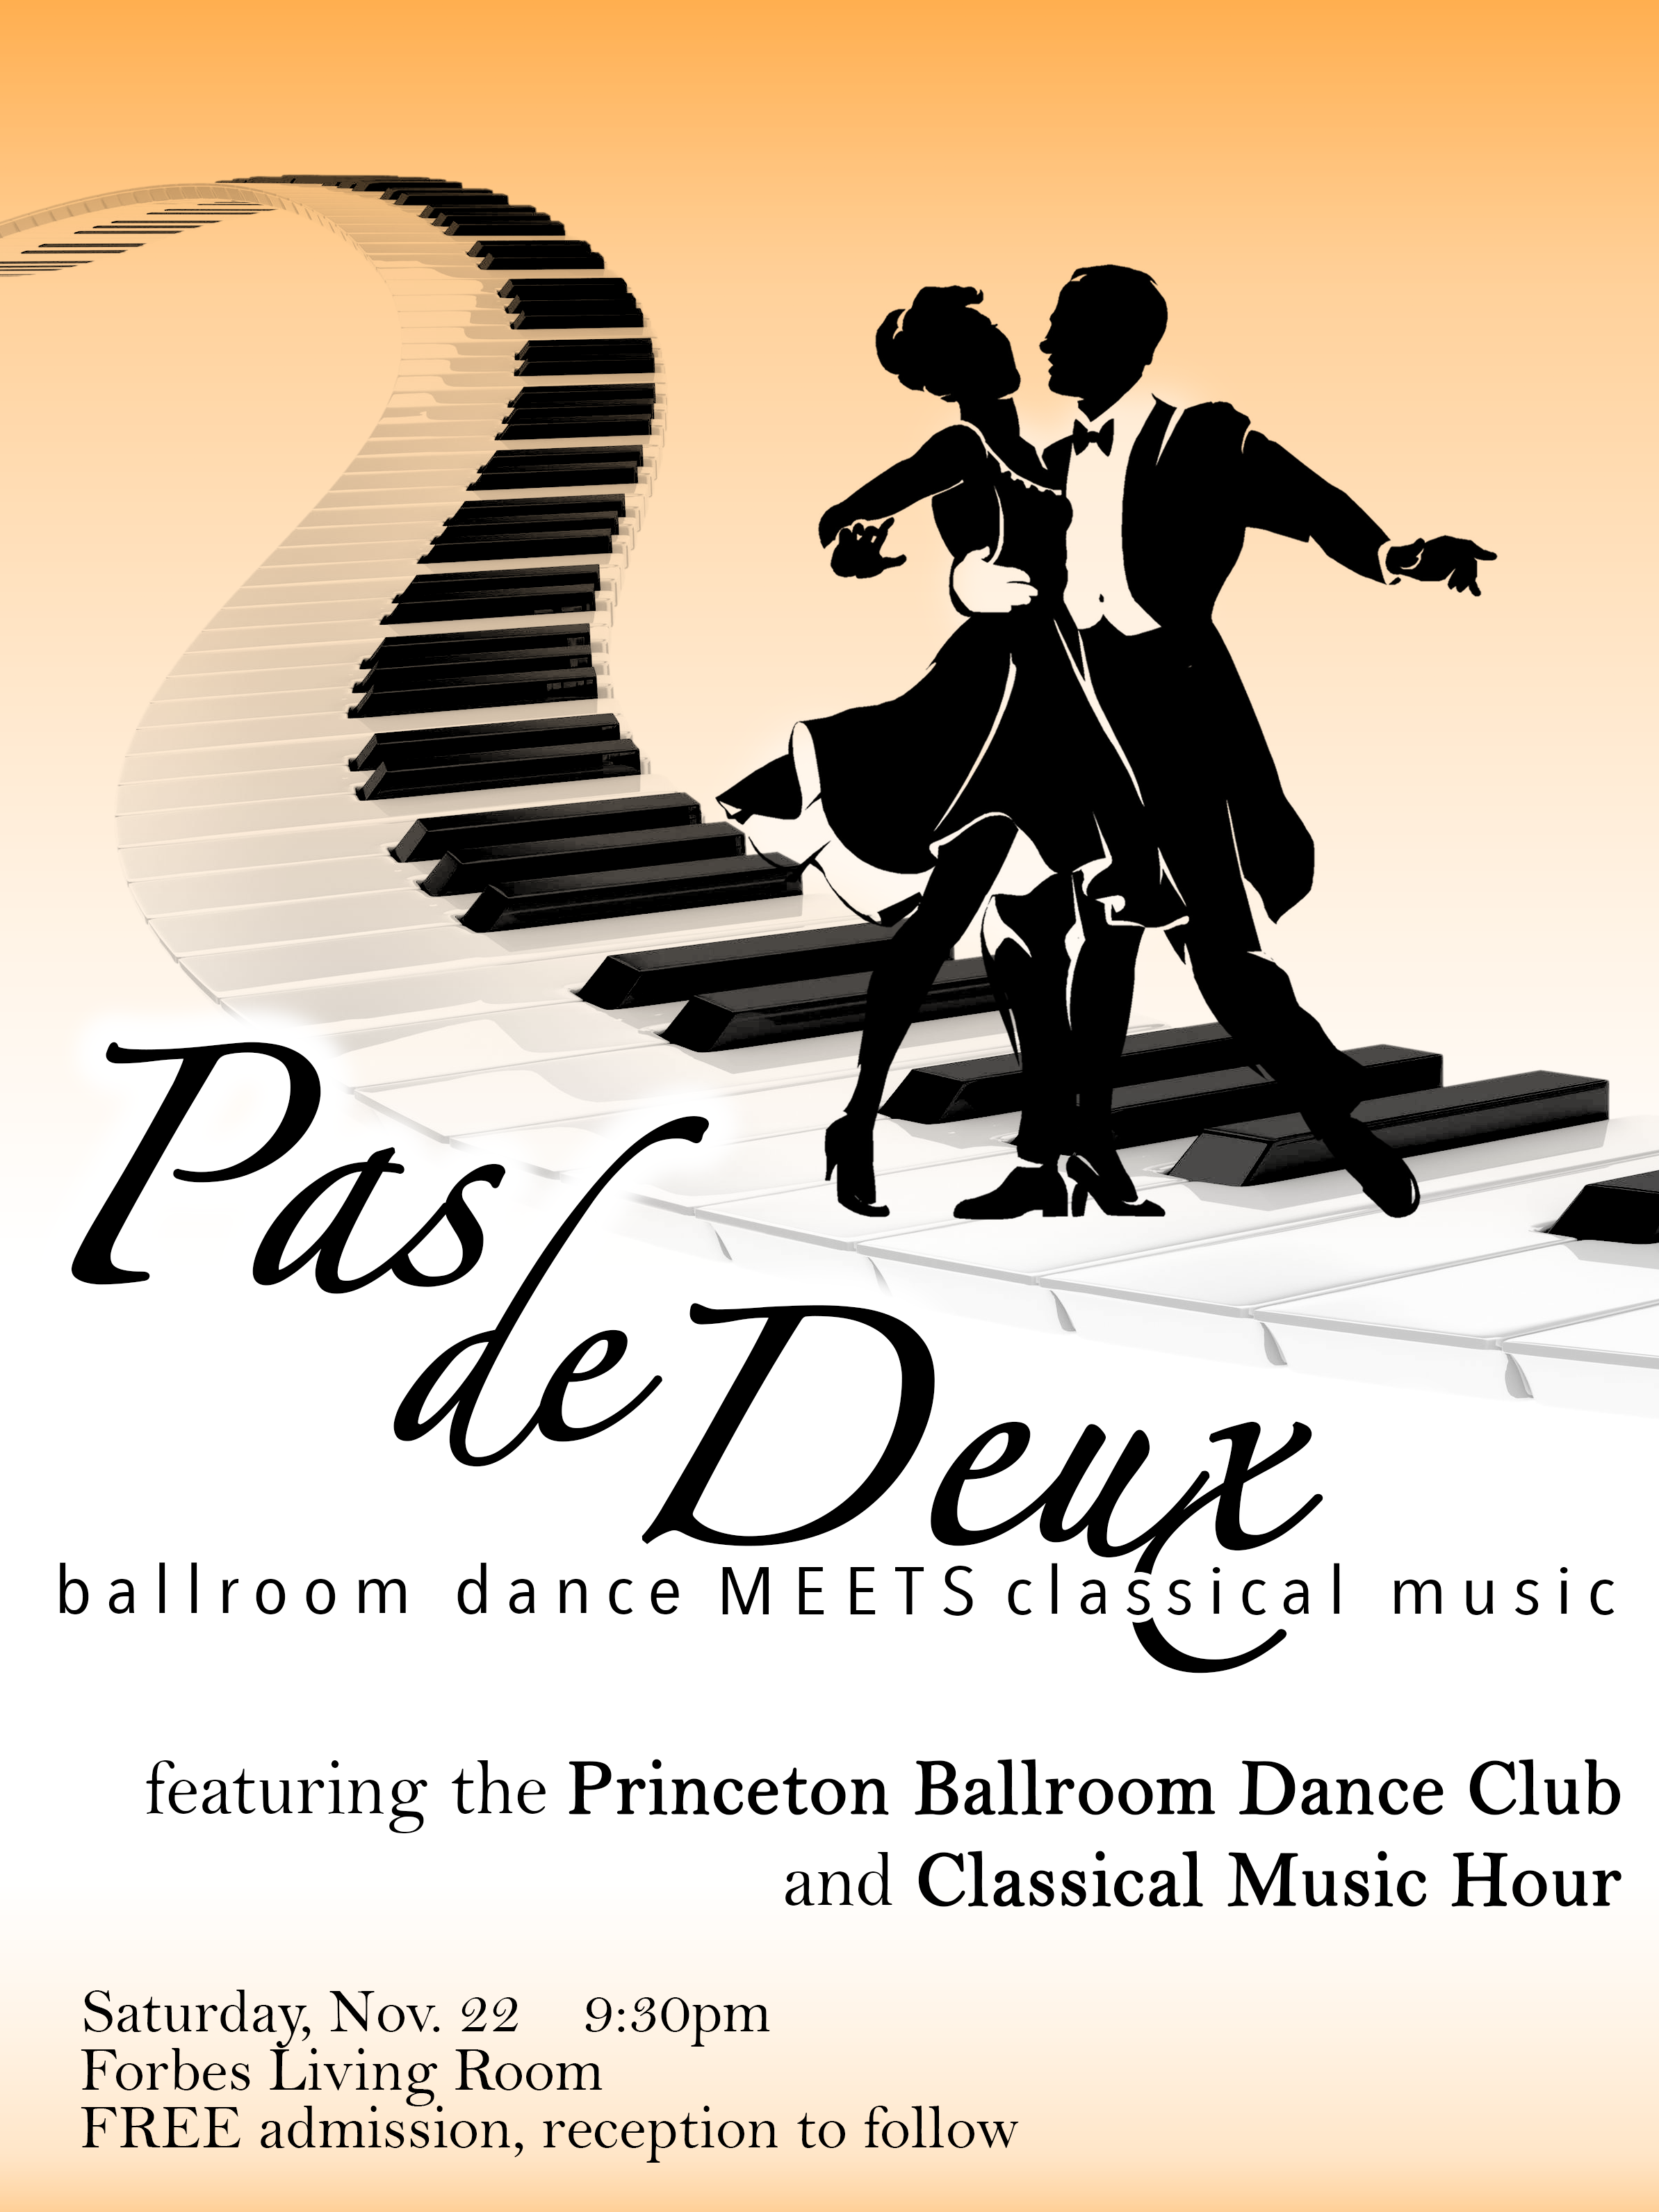 Pas
de Deux
ballroom dance MEETS classical music
featuring the Princeton Ballroom Dance Club
and Classical Music Hour
Saturday, Nov. 22 9:30pm
Forbes Living Room
FREE admission, reception to follow